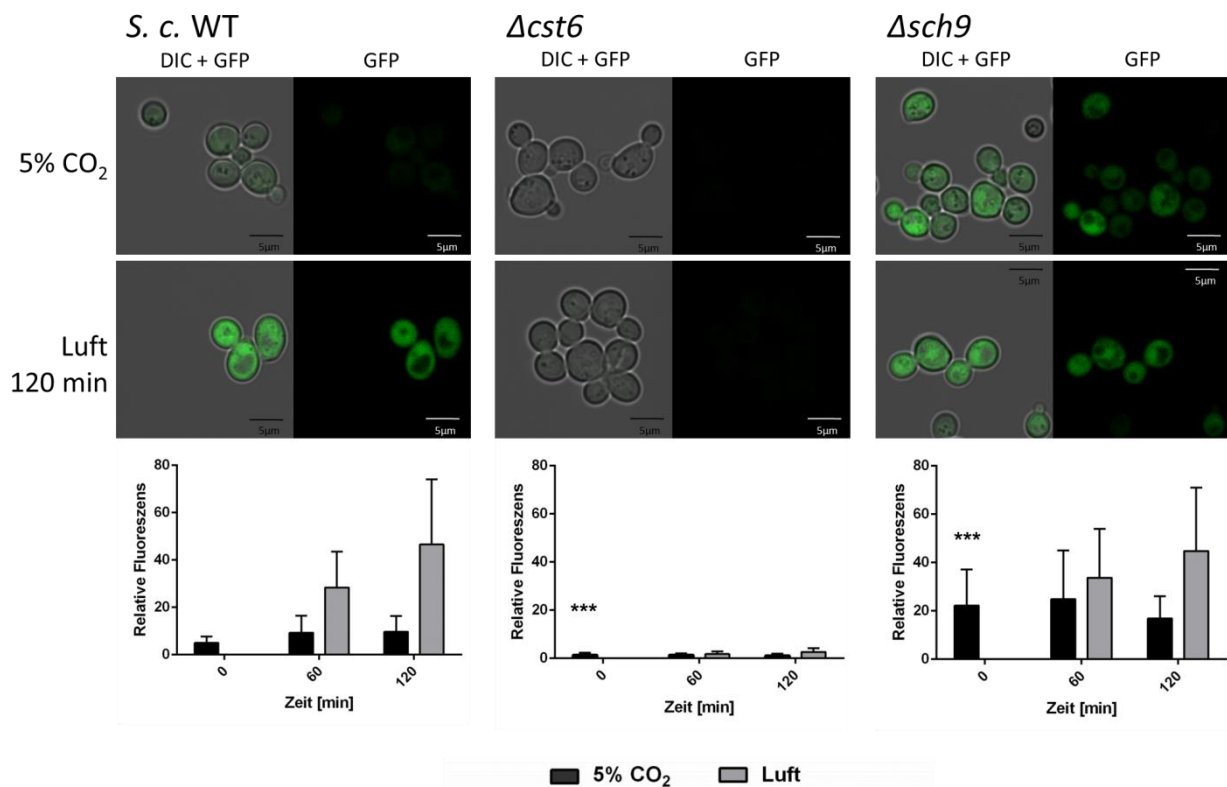 S. c. WT
Δcst6
Δsch9
DIC + GFP
GFP
DIC + GFP
GFP
DIC + GFP
GFP
5% CO₂
5μm
5μm
5μm
5μm
5μm
5μm
Luft
120 min
5μm
5μm
5μm
5μm
5μm
5μm
Relative Fluoreszens
80
60
40
20
0
0
60
120
Zeit [min]
Relative Fluoreszens
80
60
40
20
0
***
0
60
120
Zeit [min]
Relative Fluoreszens
80
60
40
20
0
***
0
60
120
Zeit [min]
5% CO₂
Luft